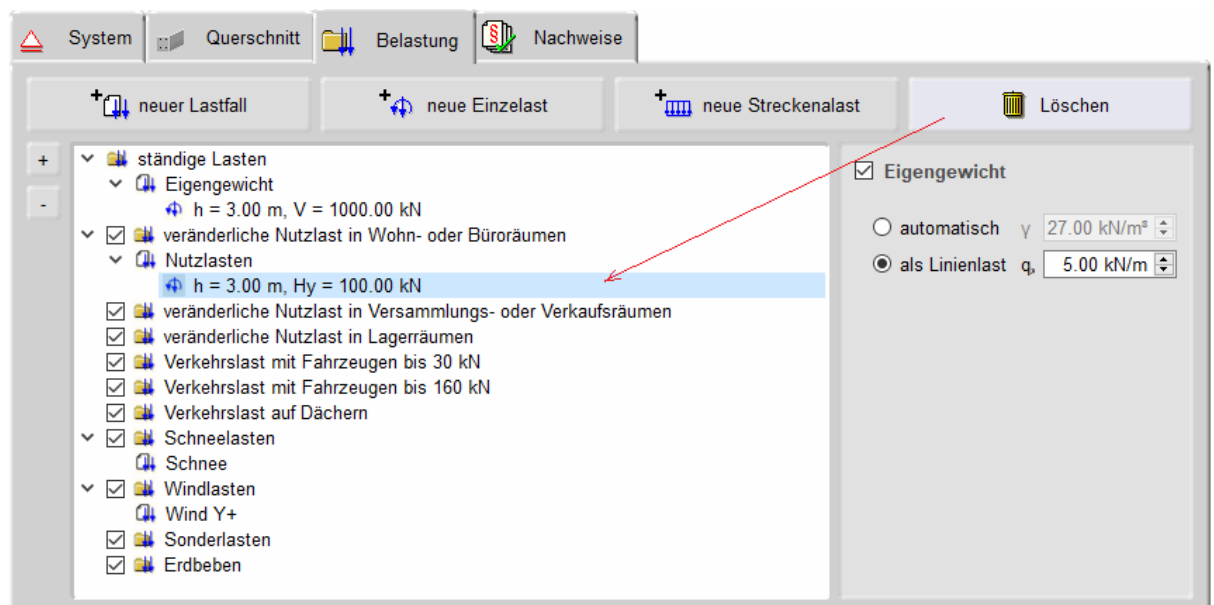 System Querschnitt Belastung Nachweise
neuer Lastfall neue Einzelast neue Streckenalast Löschen
+ ständige Lasten
Eigengewicht
- h = 3.00 m, V = 1000.00 kN
veränderliche Nutzlast in Wohn- oder Büroräumen
Nutzlasten
h = 3.00 m, Hy = 100.00 kN
veränderliche Nutzlast in Versammlungs- oder Verkaufsräumen
veränderliche Nutzlast in Lagerräumen
Verkehrslast mit Fahrzeugen bis 30 kN
Verkehrslast mit Fahrzeugen bis 160 kN
Verkehrslast auf Dächern
Schneelasten
Schnee
Windlasten
Wind Y+
Sonderlasten
Erdbeben
Eigengewicht
automatisch γ 27.00 kN/m³
als Linienlast q, 5.00 kN/m